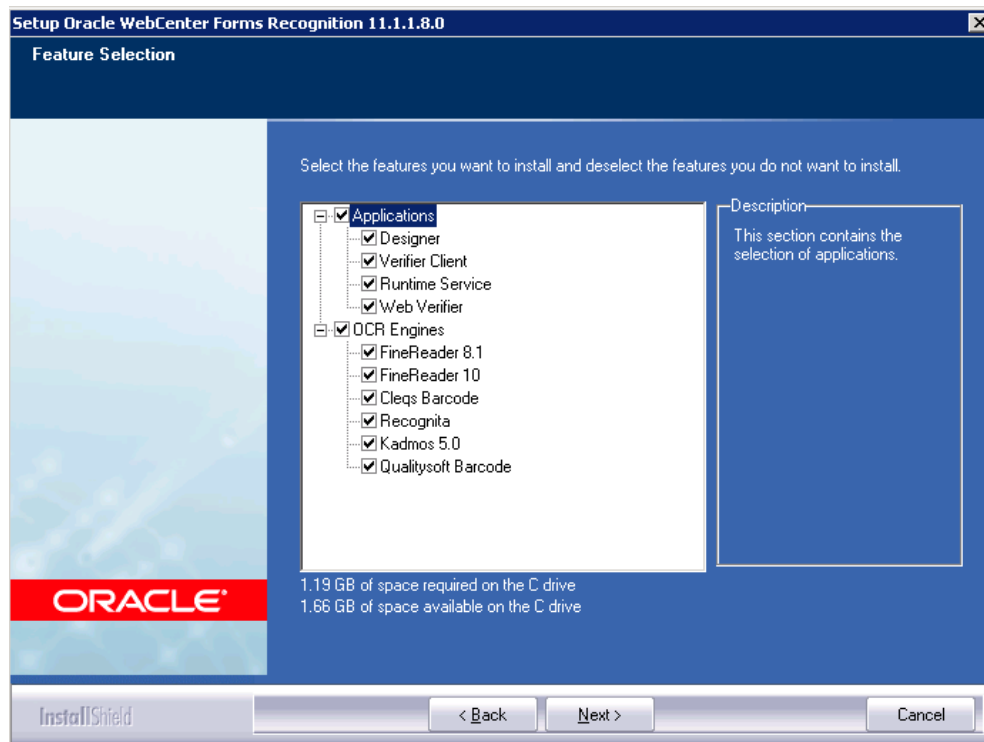 Setup Oracle WebCenter Forms Recognition 11.1.1.8.0
Feature Selection
Select the features you want to install and deselect the features you do not want to install.
Applications
Designer
Verifier Client
Runtime Service
Web Verifier
OCR Engines
FineReader 8.1
FineReader 10
Cleqs Barcode
Recognita
Kadmos 5.0
Qualitysoft Barcode
Description
This section contains the
selection of applications.
1.19 GB of space required on the C drive
1.66 GB of space available on the C drive
ORACLE
InstallShield
< Back
Next >
Cancel